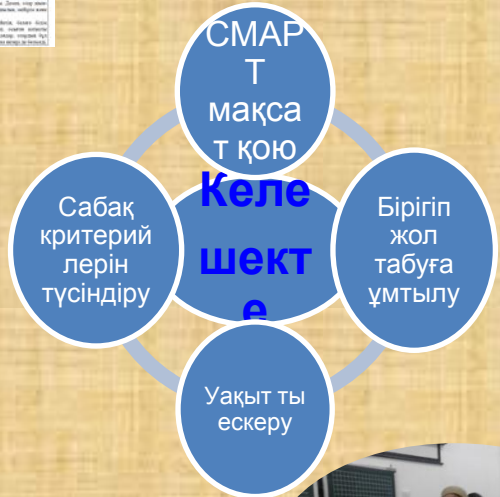 СМАР
Т
мақса
т қою
Келе
шект
е
Сабақ
критерий
лерін
түсіндіру
Бірігіп
жол
табуға
ұмтылу
Уақыт ты
ескеру